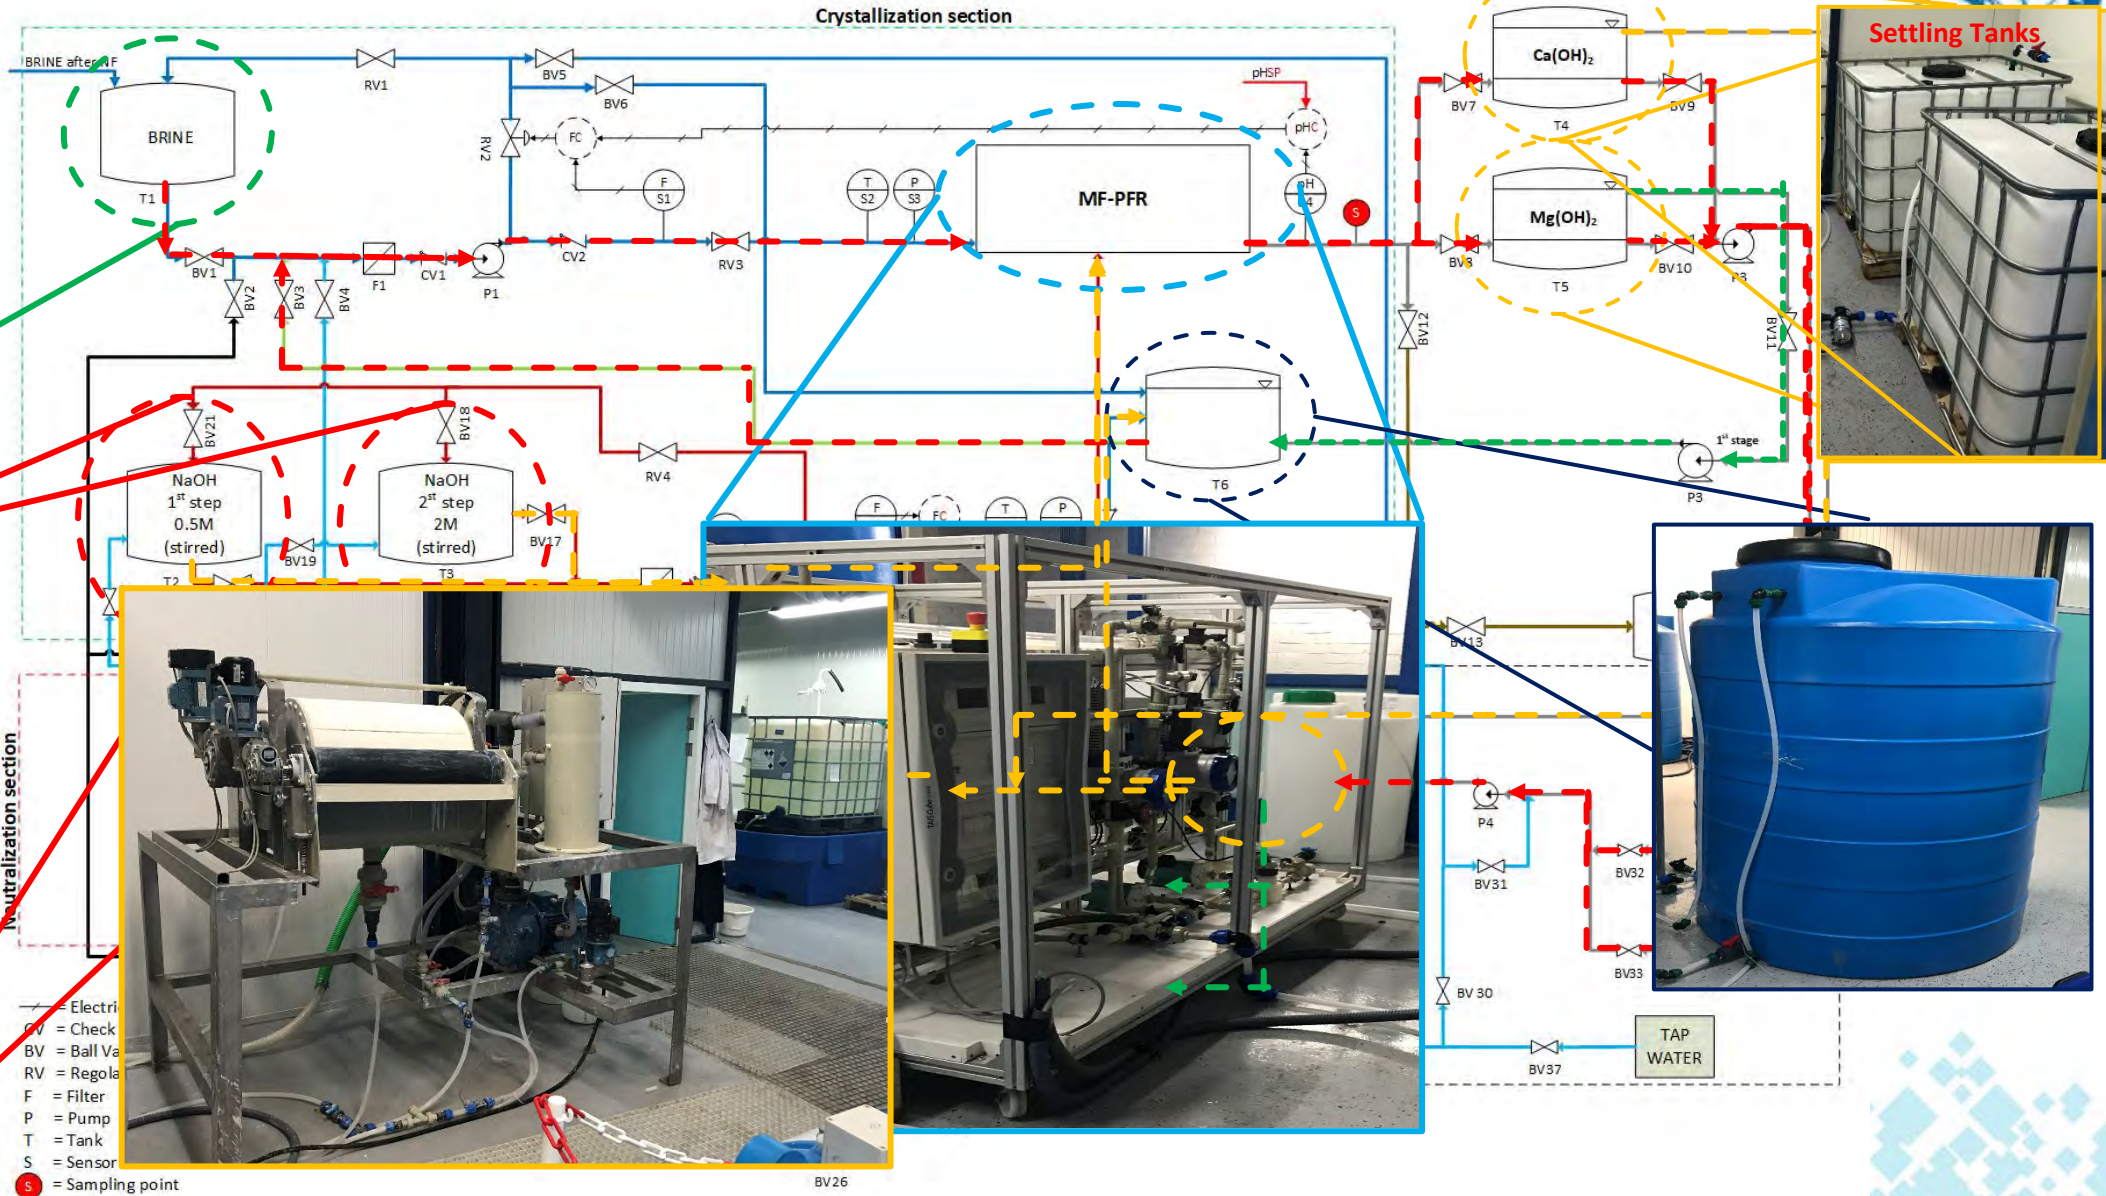 Crystallization section
Settling Tanks
BRINE after NF
RV1
BV5
BV6
pHSP
BV7
Ca(OH)2
BV9
T4
BRINE
T1
RV2
FC
pHC
F
S1
T
S2
P
S3
MF-PFR
pH
S
BV8
Mg(OH)2
BV10
P3
T5
BV1
BV2
BV3
BV4
F1
CV1
P1
CV2
RV3
BV12
BV11
BV21
BV18
NaOH
1st step
0.5M
(stirred)
T2
BV19
NaOH
2st step
2M
(stirred)
T3
BV17
RV4
T6
1st stage
P3
F
FC
T
P
BV13
Neutralization section
P4
BV31
BV32
BV33
BV 30
BV37
TAP
WATER
= Electri
CV = Check
BV = Ball Va
RV = Regola
F = Filter
P = Pump
T = Tank
S = Sensor
S = Sampling point
BV26